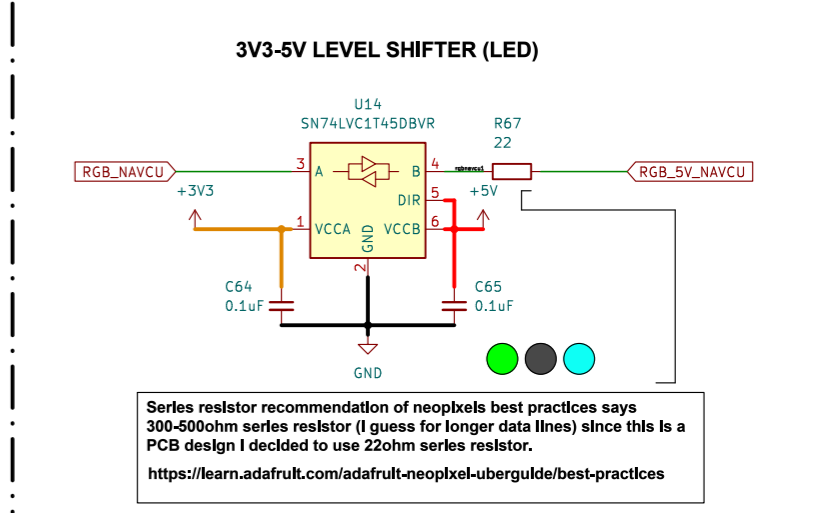 3V3-5V LEVEL SHIFTER (LED)
U14
SN74LVC1T45DBVR
R67
22
RGB_NAVCU
3
A
B
4
rgbnavcu1
RGB_5V_NAVCU
+3V3
DIR
5
+5V
1
VCCA
GND
VCCB
6
2
C64
0.1uF
C65
0.1uF
GND
Series resistor recommendation of neopixels best practices says
300-500ohm series resistor (I guess for longer data lines) since this is a
PCB design I decided to use 22ohm series resistor.
https://learn.adafruit.com/adafruit-neopixel-uberguide/best-practices